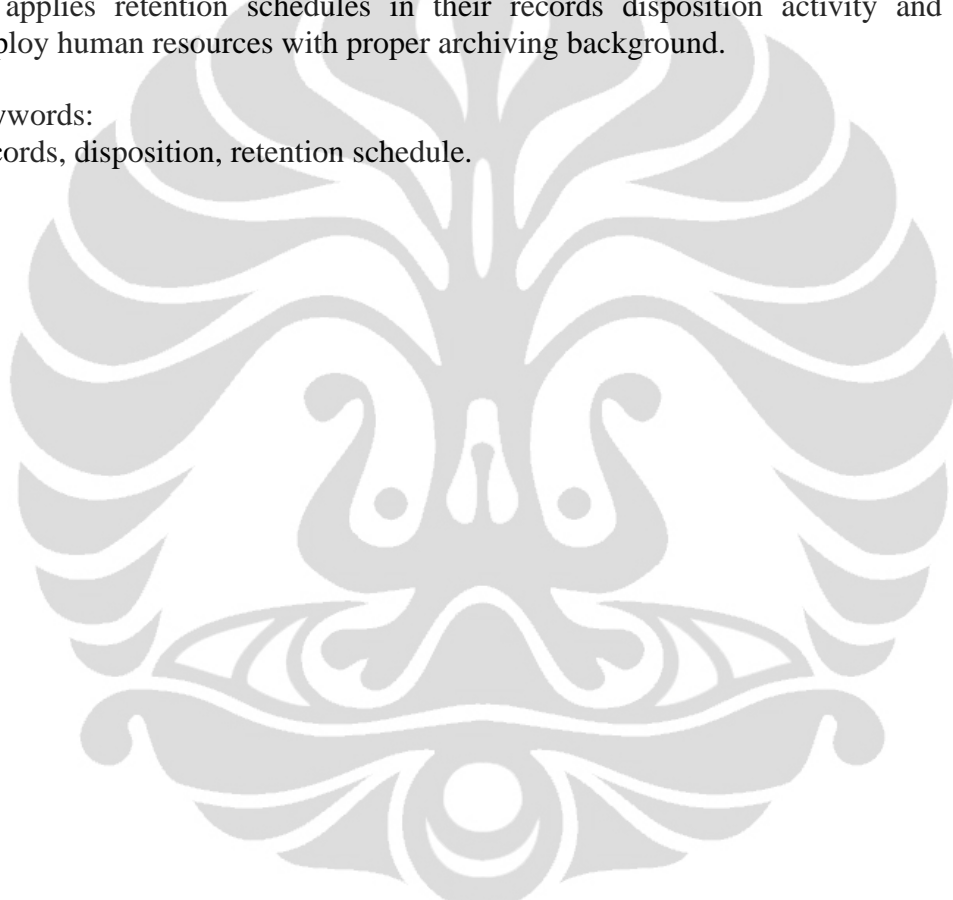 applies retention schedules in their records disposition activity and
ploy human resources with proper archiving background.
ywords:
cords, disposition, retention schedule.